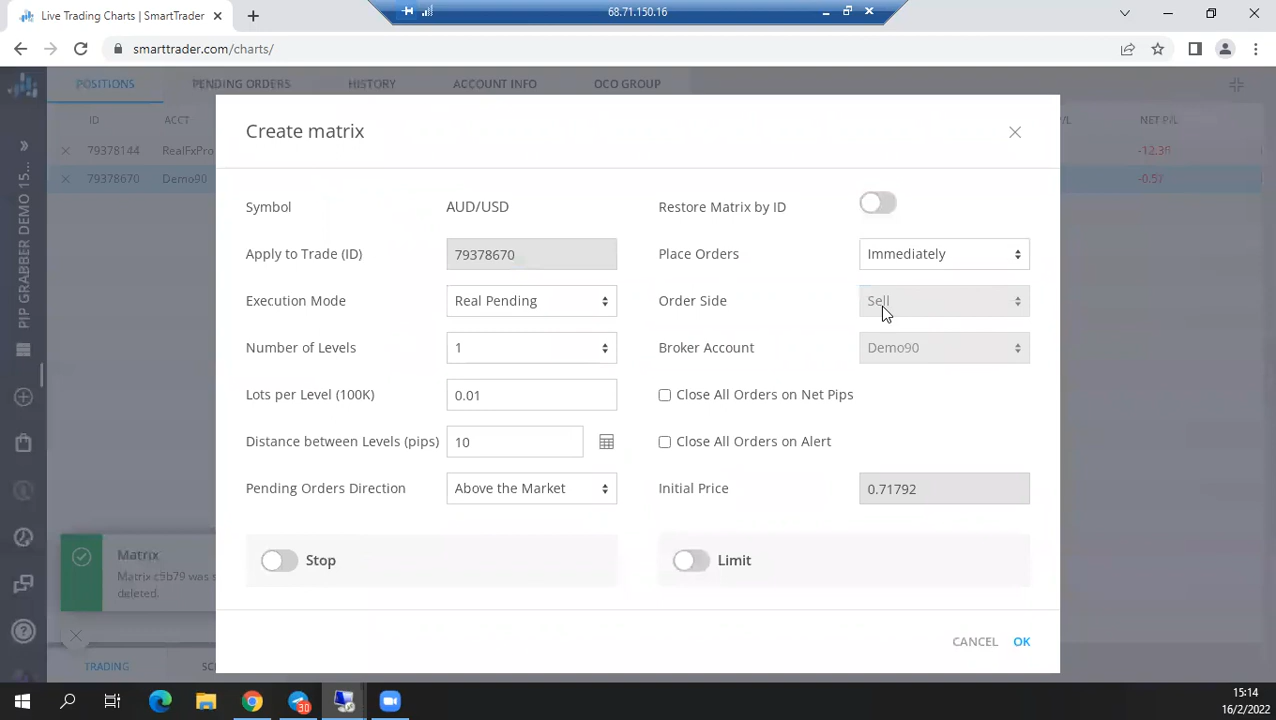 Live Trading Charts | SmartTrader
68.71.150.16
smarttrader.com/charts/
POSITIONS
PENDING ORDERS
HISTORY
ACCOUNT INFO
OCO GROUP
ID
ACCT
P/L
NET P/L
79378144
RealFxPro
79378670
Demo90
Create matrix
Symbol
AUD/USD
Restore Matrix by ID
Apply to Trade (ID)
79378670
Place Orders
Immediately
Execution Mode
Real Pending
Order Side
Sell
Number of Levels
1
Broker Account
Demo90
Lots per Level (100K)
0.01
Close All Orders on Net Pips
Distance between Levels (pips)
10
Close All Orders on Alert
Pending Orders Direction
Above the Market
Initial Price
0.71792
Stop
Limit
CANCEL
OK
PIP GRABBER DEMO 15...
Matrix
Matrix c5b79 was s
deleted.
TRADING
SC
30
15:14
16/2/2022